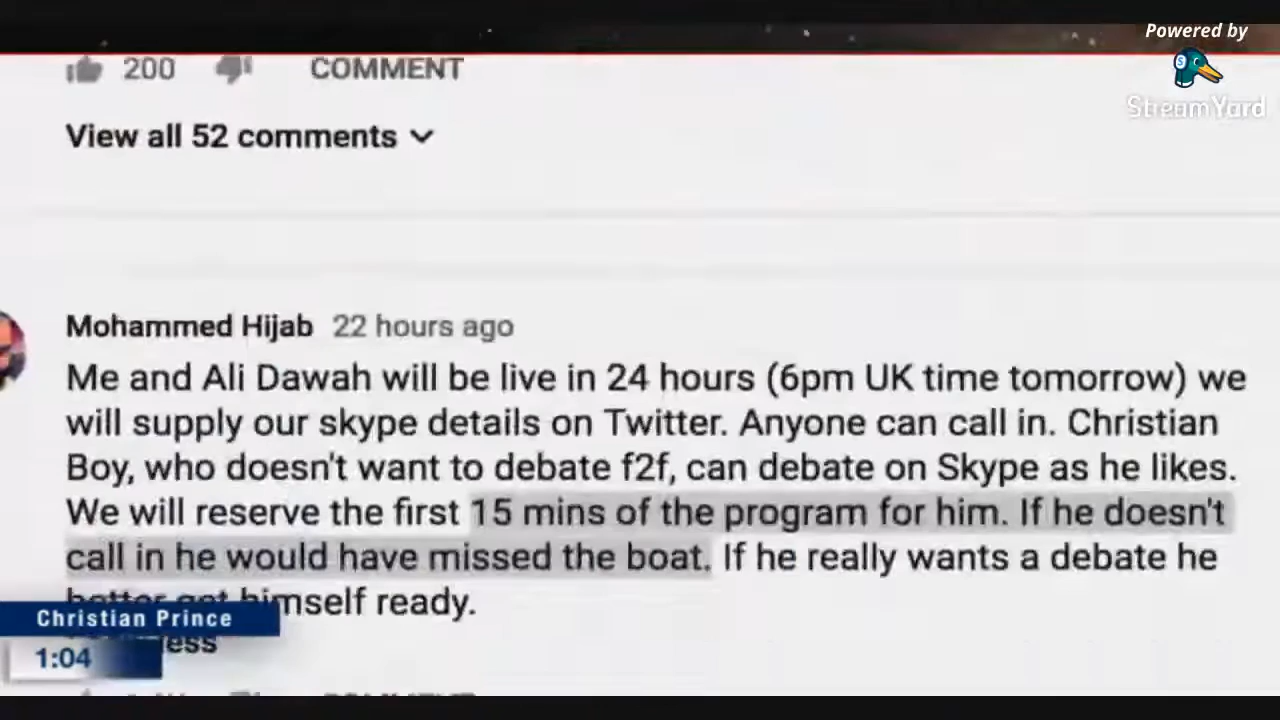 Powered by
StreamYard
200 COMMENT
View all 52 comments
Mohammed Hijab 22 hours ago
Me and Ali Dawah will be live in 24 hours (6pm UK time tomorrow) we
will supply our skype details on Twitter. Anyone can call in. Christian
Boy, who doesn't want to debate f2f, can debate on Skype as he likes.
We will reserve the first 15 mins of the program for him. If he doesn't
call in he would have missed the boat. If he really wants a debate he
himself ready.
Christian Prince
1:04